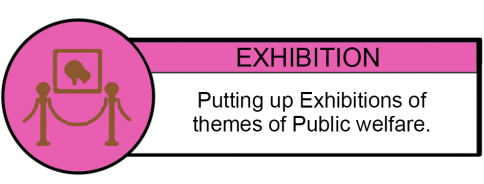 EXHIBITION
Putting up Exhibitions of
themes of Public welfare.